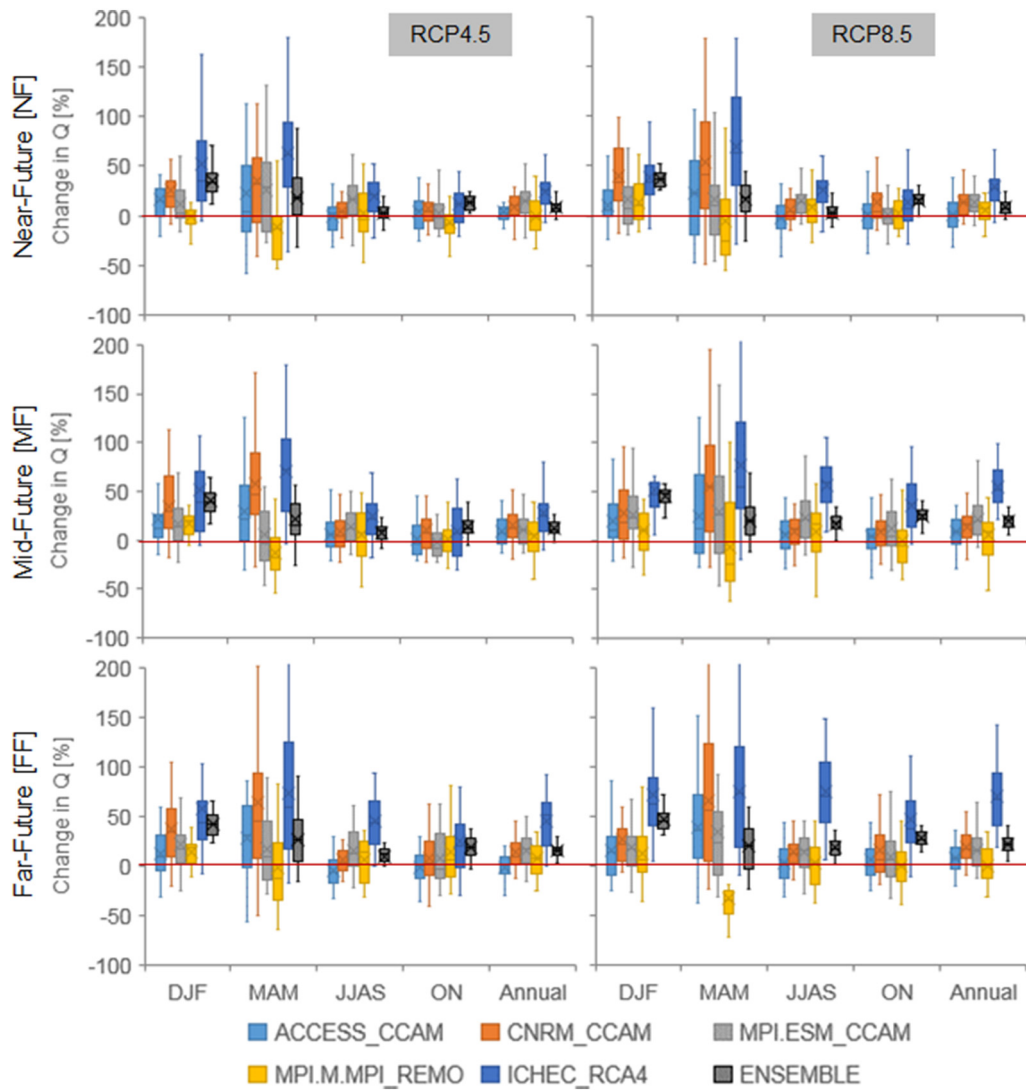 RCP4.5
RCP8.5
Near-Future [NF]
Change in Q [%]
200
150
100
50
0
-50
-100
Mid-Future [MF]
Change in Q [%]
200
150
100
50
0
-50
-100
Far-Future [FF]
Change in Q [%]
200
150
100
50
0
-50
-100
DJF MAM JJAS ON Annual DJF MAM JJAS ON Annual
ACCESS_CCAM CNRM_CCAM MPI.ESM_CCAM
MPI.M.MPI_REMO ICHEC_RCA4 ENSEMBLE